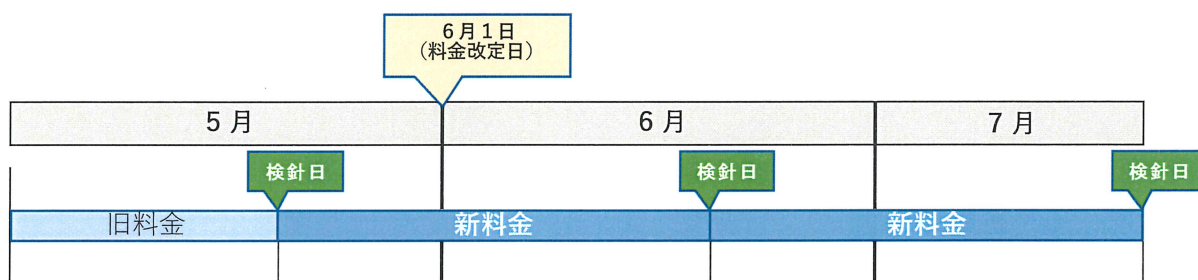 6月1日
（料金改定日）
5月
6月
7月
検針日
検針日
検針日
旧料金
新料金
新料金